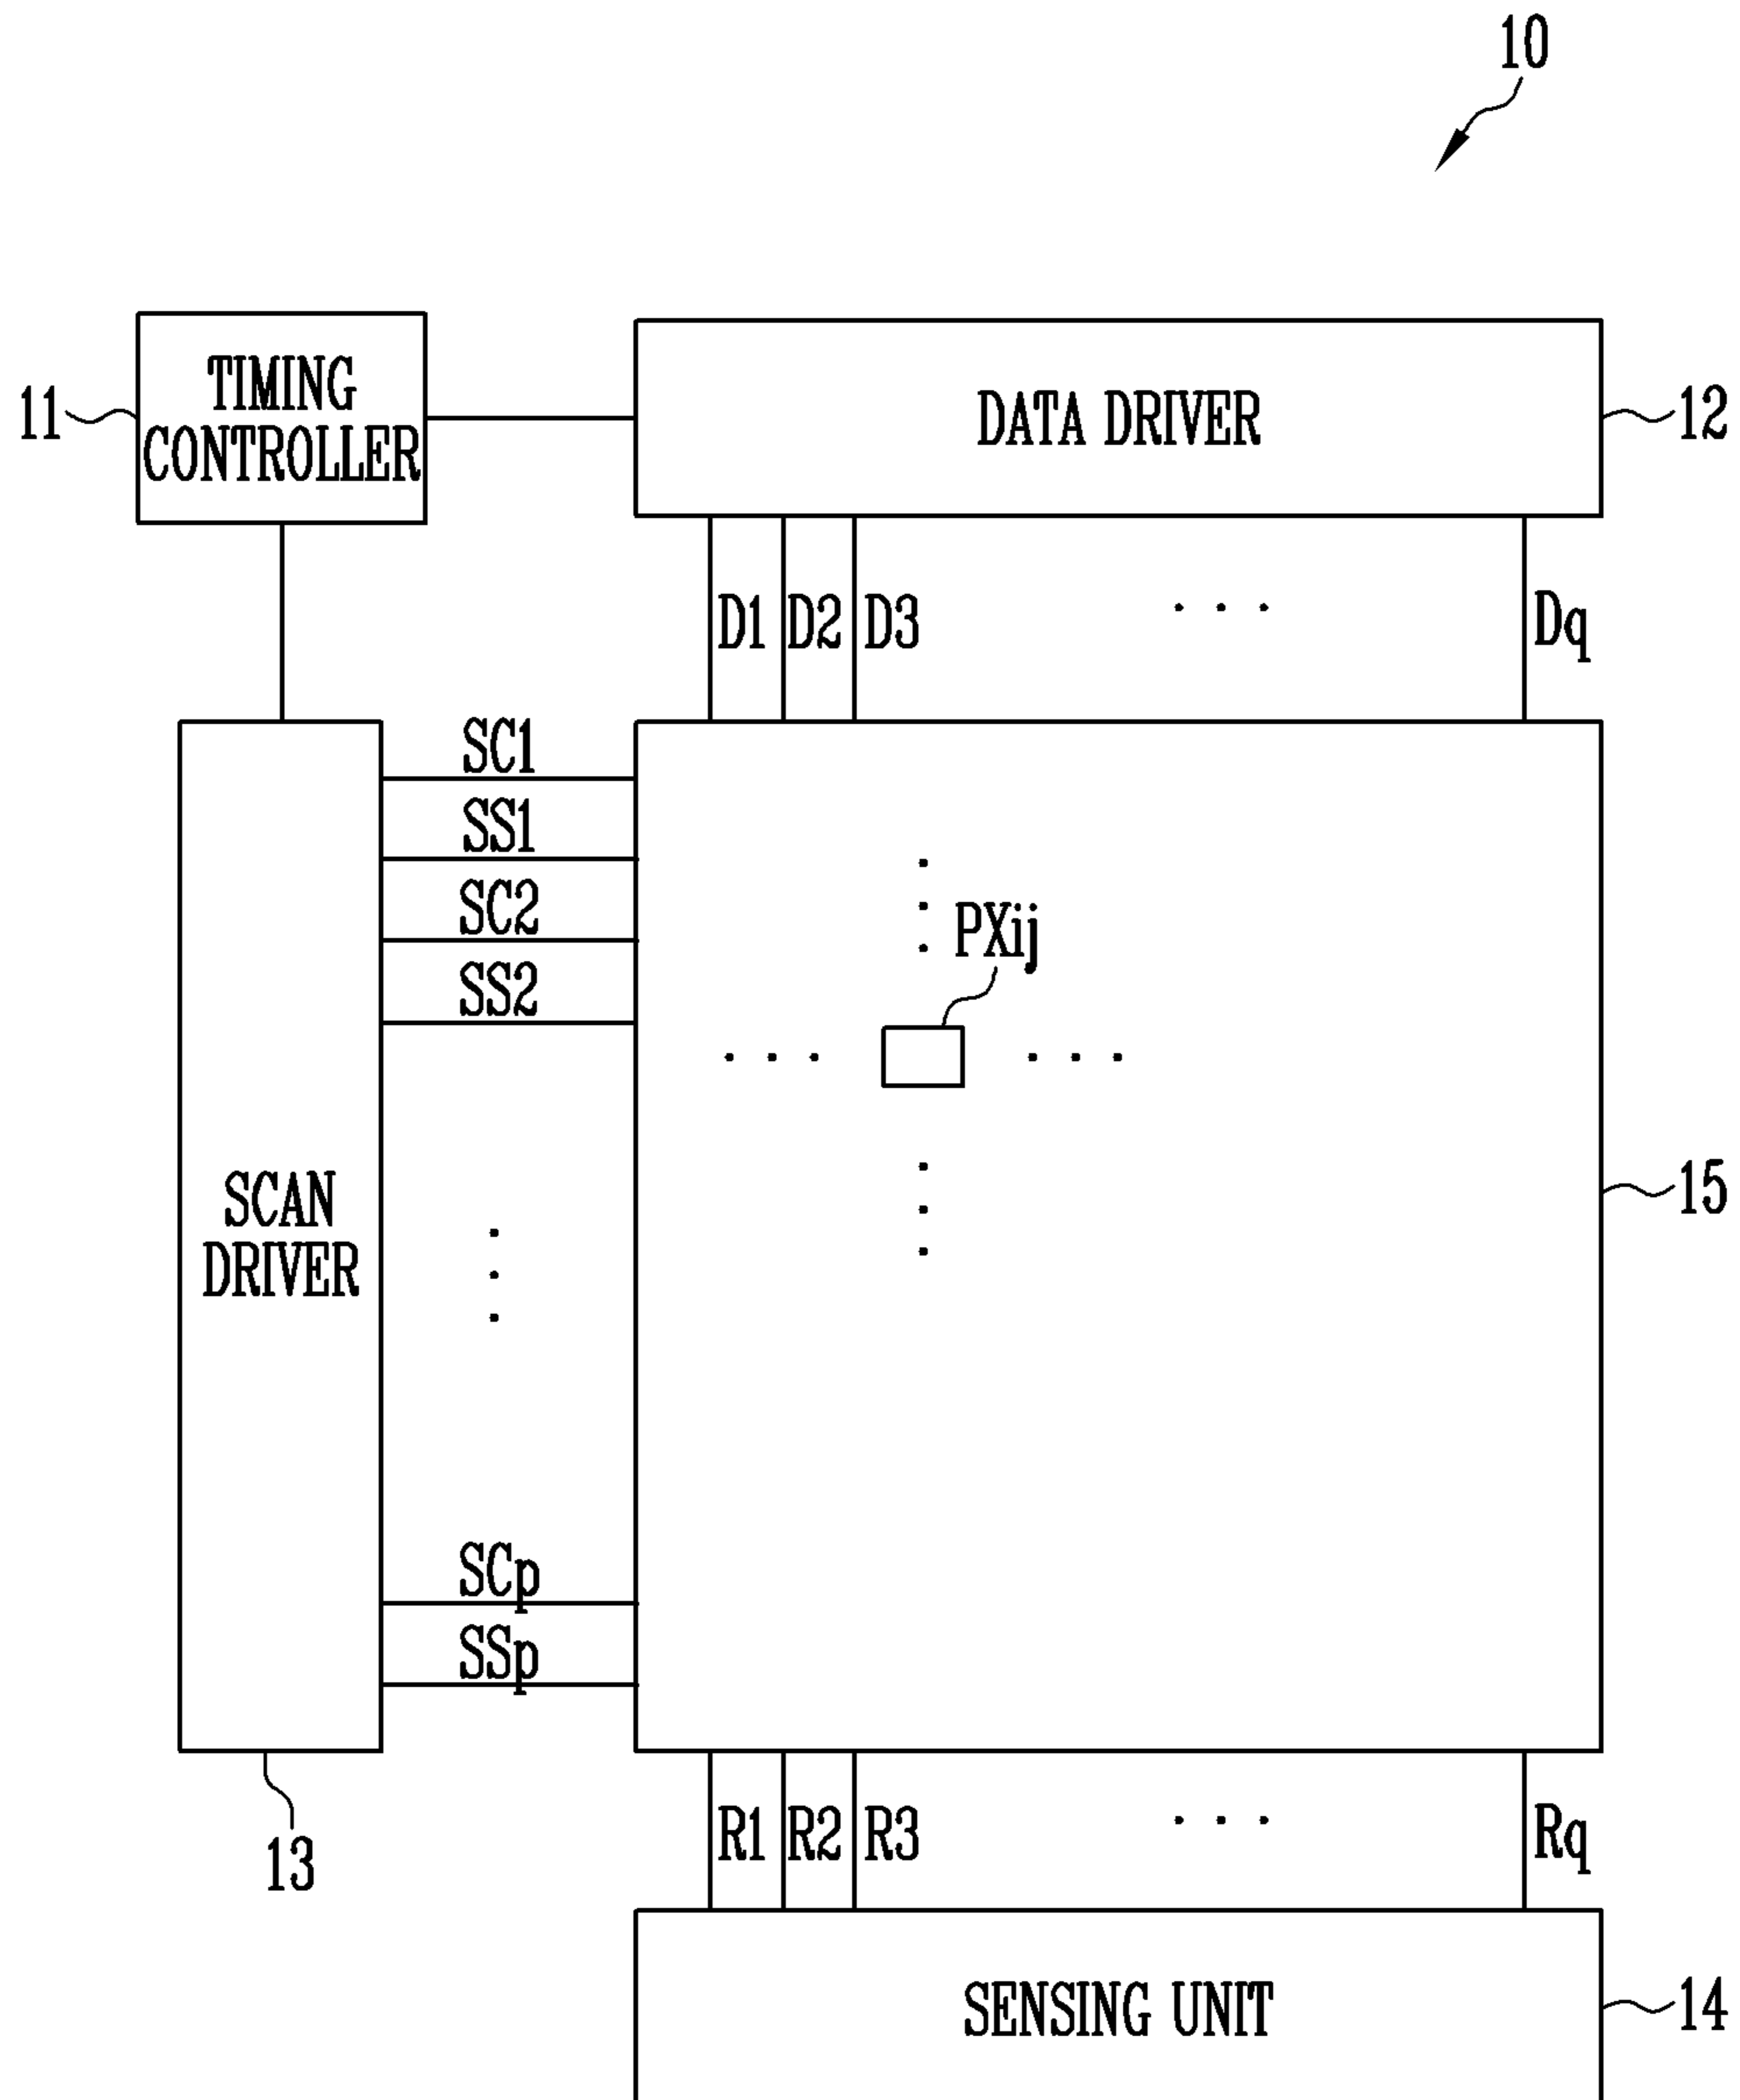 10
TIMING
CONTROLLER
11
DATA DRIVER
12
D1 D2 D3 . . . Dq
SC1
SS1
SC2
SS2
PXij
SCAN
DRIVER
15
SCp
SSp
13
R1 R2 R3 . . . Rq
SENSING UNIT
14